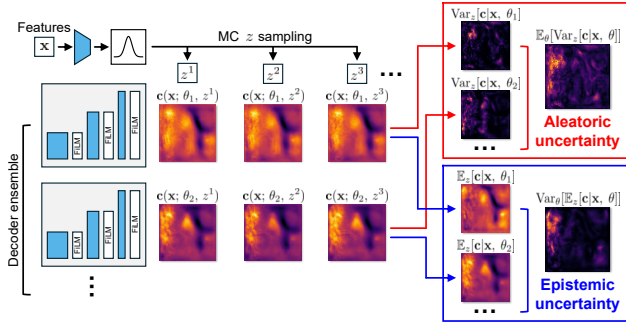 Features
x
MC z sampling
z¹
z²
z³
...
Decoder ensemble
FiLM
FiLM
FiLM
c(x; θ₁, z¹)
c(x; θ₁, z²)
c(x; θ₁, z³)
FiLM
FiLM
FiLM
c(x; θ₂, z¹)
c(x; θ₂, z²)
c(x; θ₂, z³)
...
Var_z[c|x, θ₁]
Var_z[c|x, θ₂]
...
𝔼_θ[Var_z[c|x, θ]]
Aleatoric
uncertainty
𝔼_z[c|x, θ₁]
𝔼_z[c|x, θ₂]
...
Var_θ[𝔼_z[c|x, θ]]
Epistemic
uncertainty